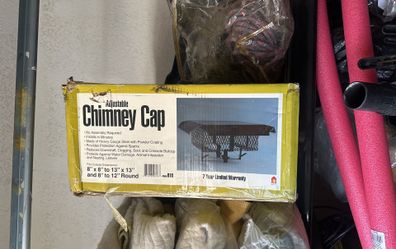 Adjustable
Chimney Cap
• No Assembly Required
• Installs in Minutes
• Made of Heavy Gauge Steel with Powder Coating
• Provides Protection Against Sparks
• Reduces Downdraft, Clogging, Soot, and Creosote Buildup
• Protects Against Water Damage, Animal Invasion
and Nesting, Leaves
8" x 8" to 13" x 13"
and 8" to 12" Round
7 Year Limited Warranty